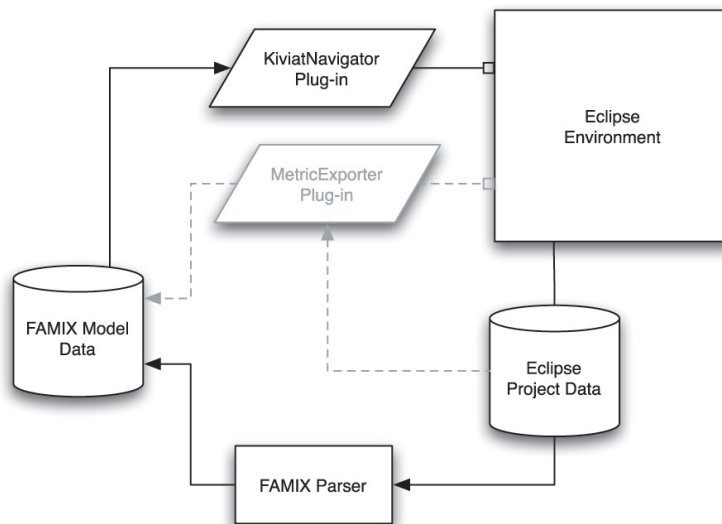 KiviatNavigator
Plug-in
Eclipse
Environment
MetricExporter
Plug-in
FAMIX Model
Data
Eclipse
Project Data
FAMIX Parser